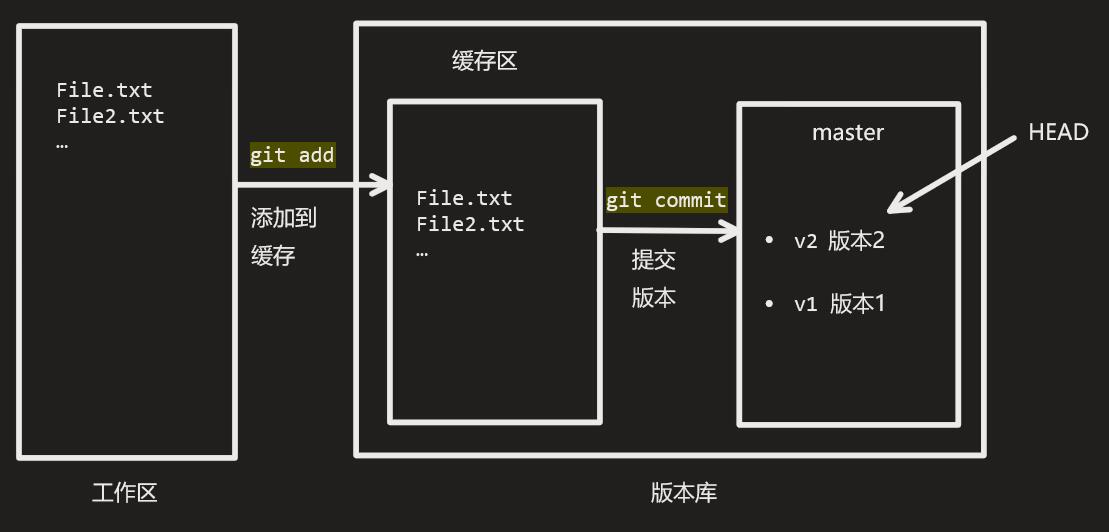 File.txt
File2.txt
…
工作区
git add
添加到
缓存
缓存区
File.txt
File2.txt
…
git commit
提交
版本
master
• v2 版本2
• v1 版本1
HEAD
版本库